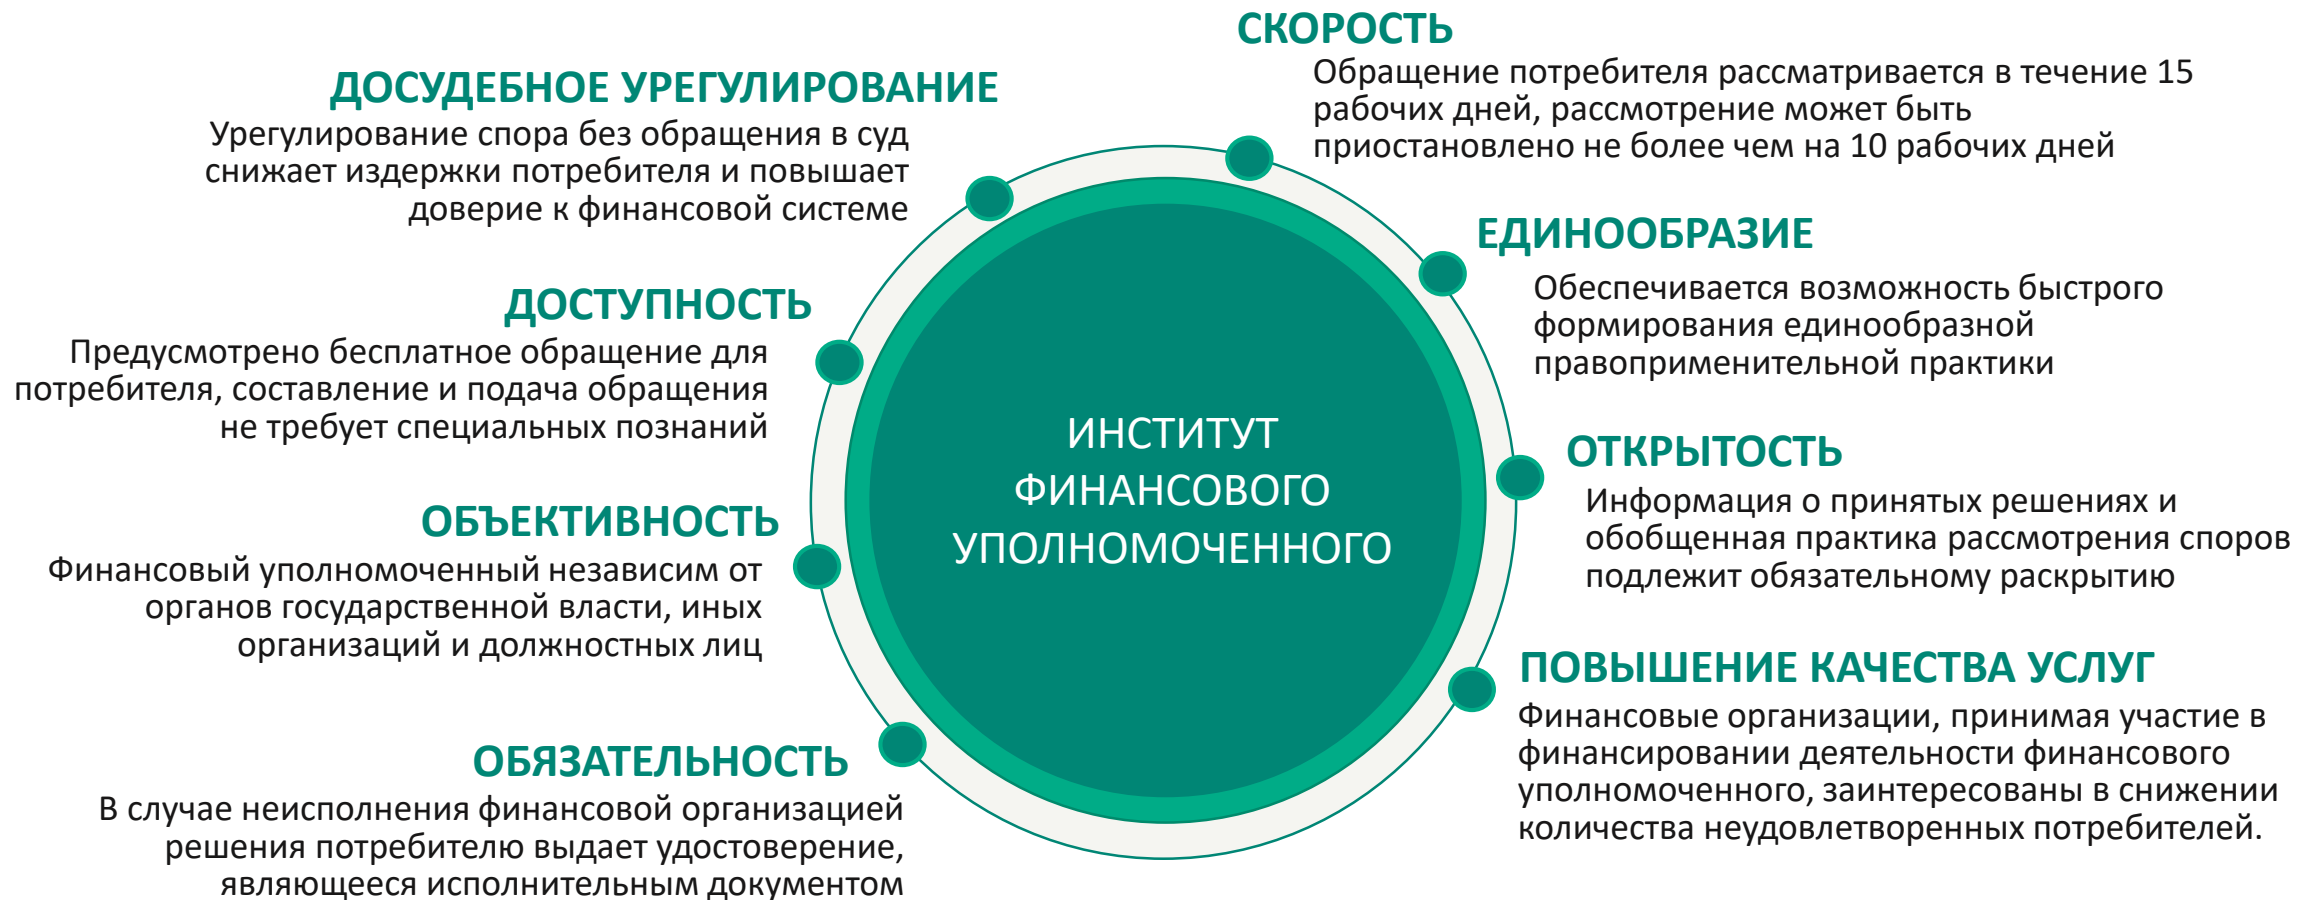 ДОСУДЕБНОЕ УРЕГУЛИРОВАНИЕ
Урегулирование спора без обращения в суд
снижает издержки потребителя и повышает
доверие к финансовой системе
ДОСТУПНОСТЬ
Предусмотрено бесплатное обращение для
потребителя, составление и подача обращения
не требует специальных познаний
ОБЪЕКТИВНОСТЬ
Финансовый уполномоченный независим от
органов государственной власти, иных
организаций и должностных лиц
ОБЯЗАТЕЛЬНОСТЬ
В случае неисполнения финансовой организацией
решения потребителю выдает удостоверение,
являющееся исполнительным документом
ИНСТИТУТ
ФИНАНСОВОГО
УПОЛНОМОЧЕННОГО
СКОРОСТЬ
Обращение потребителя рассматривается в течение 15
рабочих дней, рассмотрение может быть
приостановлено не более чем на 10 рабочих дней
ЕДИНООБРАЗИЕ
Обеспечивается возможность быстрого
формирования единообразной
правоприменительной практики
ОТКРЫТОСТЬ
Информация о принятых решениях и
обобщенная практика рассмотрения споров
подлежит обязательному раскрытию
ПОВЫШЕНИЕ КАЧЕСТВА УСЛУГ
Финансовые организации, принимая участие в
финансировании деятельности финансового
уполномоченного, заинтересованы в снижении
количества неудовлетворенных потребителей.